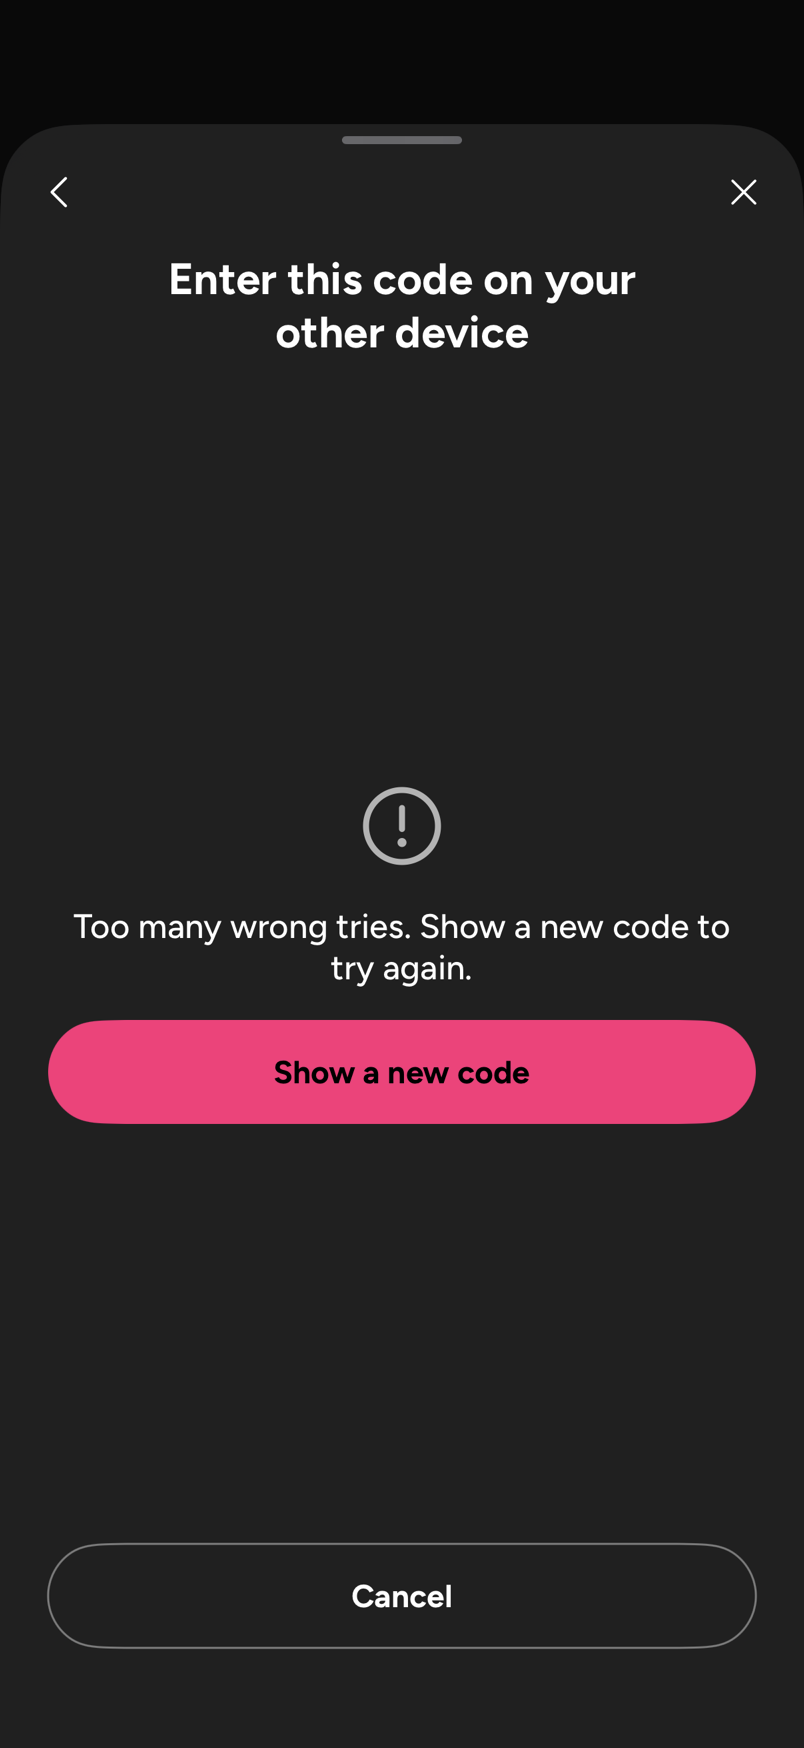 Enter this code on your
other device
Too many wrong tries. Show a new code to
try again.
Show a new code
Cancel